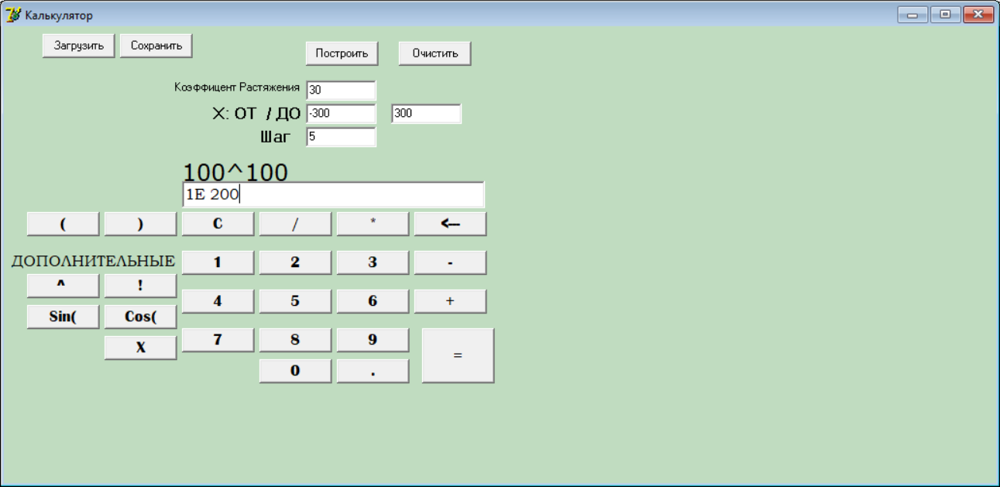 Калькулятор
Загрузить Сохранить
Построить Очистить
Коэффицент Растяжения 30
X: ОТ / ДО -300 300
Шаг 5
100^100
1E 200
( ) C / * <---
ДОПОЛНИТЕЛЬНЫЕ 1 2 3 -
^ !
4 5 6 +
Sin( Cos(
7 8 9 =
X
0 .